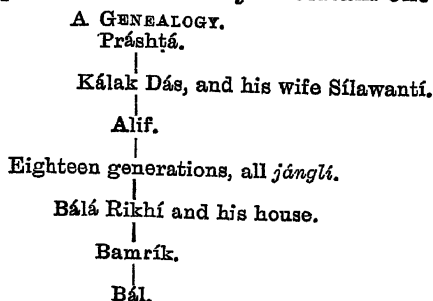 A GENEALOGY.
Práshṭá.
Kálak Dás, and his wife Sílawantí.
Alif.
Eighteen generations, all jánglí.
Bálá Rikhí and his house.
Bamrík.
Bál.